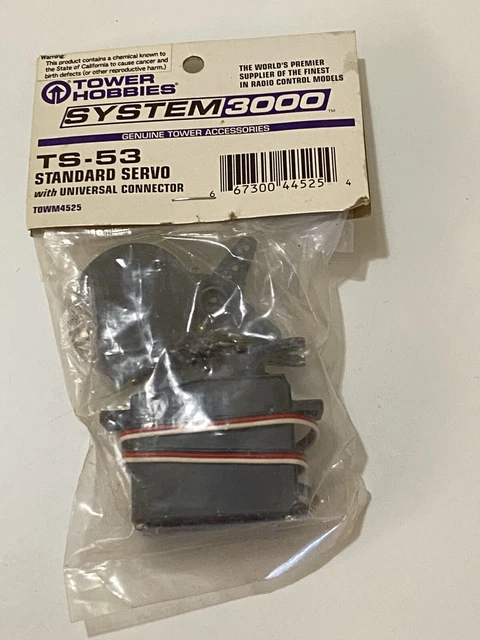 Warning:
This product contains a chemical known to
the State of California to cause cancer and
birth defects (or other reproductive harm.)
TOWER
HOBBIES®
THE WORLD'S PREMIER
SUPPLIER OF THE FINEST
IN RADIO CONTROL MODELS
SYSTEM3000™
GENUINE TOWER ACCESSORIES
TS-53
STANDARD SERVO
with UNIVERSAL CONNECTOR
TOWM4525
6 67300 44525 4